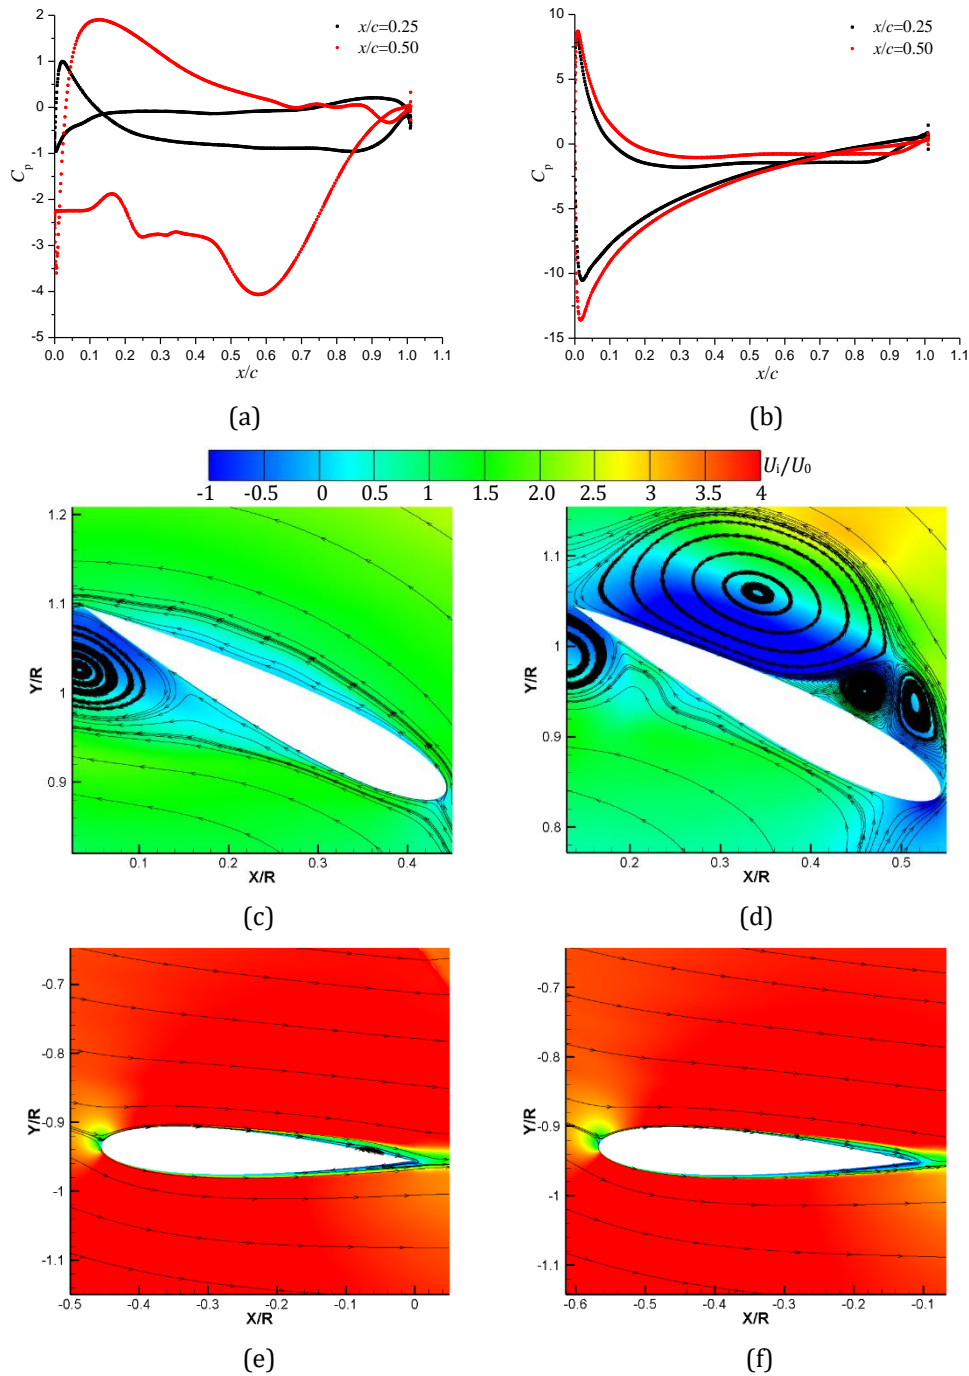 2
1
0
-1
-2
-3
-4
-5
Cp
x/c=0.25
x/c=0.50
0.0 0.1 0.2 0.3 0.4 0.5 0.6 0.7 0.8 0.9 1.0 1.1
x/c
(a)
10
5
0
-5
-10
-15
Cp
x/c=0.25
x/c=0.50
0.0 0.1 0.2 0.3 0.4 0.5 0.6 0.7 0.8 0.9 1.0 1.1
x/c
(b)
Ui/U0
-1 -0.5 0 0.5 1 1.5 2.0 2.5 3 3.5 4
1.2
1.1
1
0.9
Y/R
0.1 0.2 0.3 0.4
X/R
(c)
1.1
1
0.9
0.8
Y/R
0.2 0.3 0.4 0.5
X/R
(d)
-0.7
-0.8
-0.9
-1
-1.1
Y/R
-0.5 -0.4 -0.3 -0.2 -0.1 0
X/R
(e)
-0.7
-0.8
-0.9
-1
-1.1
Y/R
-0.6 -0.5 -0.4 -0.3 -0.2 -0.1
X/R
(f)